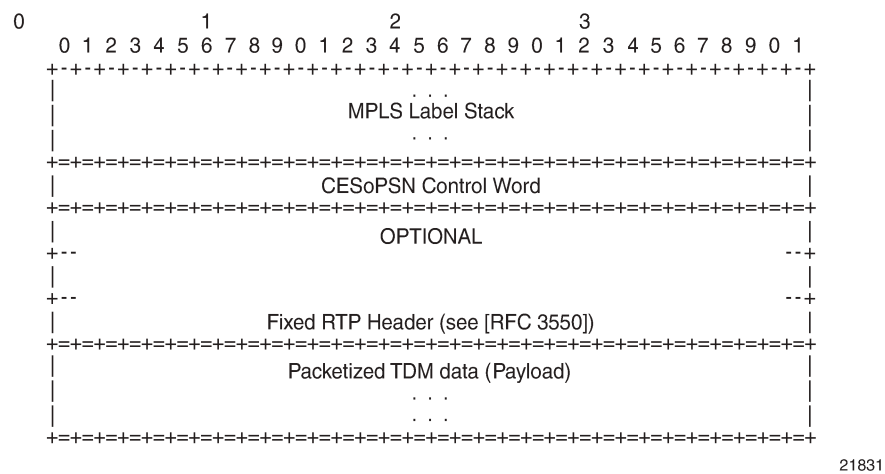 0 1 2 3
0 1 2 3 4 5 6 7 8 9 0 1 2 3 4 5 6 7 8 9 0 1 2 3 4 5 6 7 8 9 0 1
+-+-+-+-+-+-+-+-+-+-+-+-+-+-+-+-+-+-+-+-+-+-+-+-+-+-+-+-+-+-+-+-+
| . . . |
| MPLS Label Stack |
| . . . |
+=+=+=+=+=+=+=+=+=+=+=+=+=+=+=+=+=+=+=+=+=+=+=+=+=+=+=+=+=+=+=+=+
| CESoPSN Control Word |
+=+=+=+=+=+=+=+=+=+=+=+=+=+=+=+=+=+=+=+=+=+=+=+=+=+=+=+=+=+=+=+=+
| OPTIONAL |
+-- --+
| |
+-- --+
| Fixed RTP Header (see [RFC 3550]) |
+=+=+=+=+=+=+=+=+=+=+=+=+=+=+=+=+=+=+=+=+=+=+=+=+=+=+=+=+=+=+=+=+
| Packetized TDM data (Payload) |
| . . . |
| . . . |
+=+=+=+=+=+=+=+=+=+=+=+=+=+=+=+=+=+=+=+=+=+=+=+=+=+=+=+=+=+=+=+=+
21831